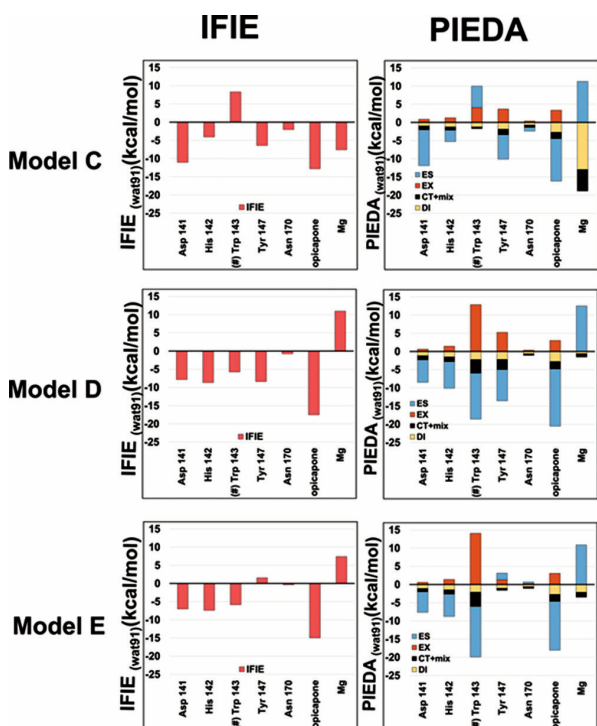 IFIE
PIEDA
Model C
IFIE (wat91)(kcal/mol)
15
10
5
0
-5
-10
-15
-20
-25
IFIE
Asp 141
His 142
(#) Trp 143
Tyr 147
Asn 170
opicapone
Mg
PIEDA (wat91)(kcal/mol)
15
10
5
0
-5
-10
-15
-20
-25
ES
EX
CT+mix
DI
Asp 141
His 142
(#) Trp 143
Tyr 147
Asn 170
opicapone
Mg
Model D
IFIE (wat91)(kcal/mol)
15
10
5
0
-5
-10
-15
-20
-25
IFIE
Asp 141
His 142
(#) Trp 143
Tyr 147
Asn 170
opicapone
Mg
PIEDA (wat91)(kcal/mol)
15
10
5
0
-5
-10
-15
-20
-25
ES
EX
CT+mix
DI
Asp 141
His 142
(#) Trp 143
Tyr 147
Asn 170
opicapone
Mg
Model E
IFIE (wat91)(kcal/mol)
15
10
5
0
-5
-10
-15
-20
-25
IFIE
Asp 141
His 142
(#) Trp 143
Tyr 147
Asn 170
opicapone
Mg
PIEDA (wat91)(kcal/mol)
15
10
5
0
-5
-10
-15
-20
-25
ES
EX
CT+mix
DI
Asp 141
His 142
(#) Trp 143
Tyr 147
Asn 170
opicapone
Mg